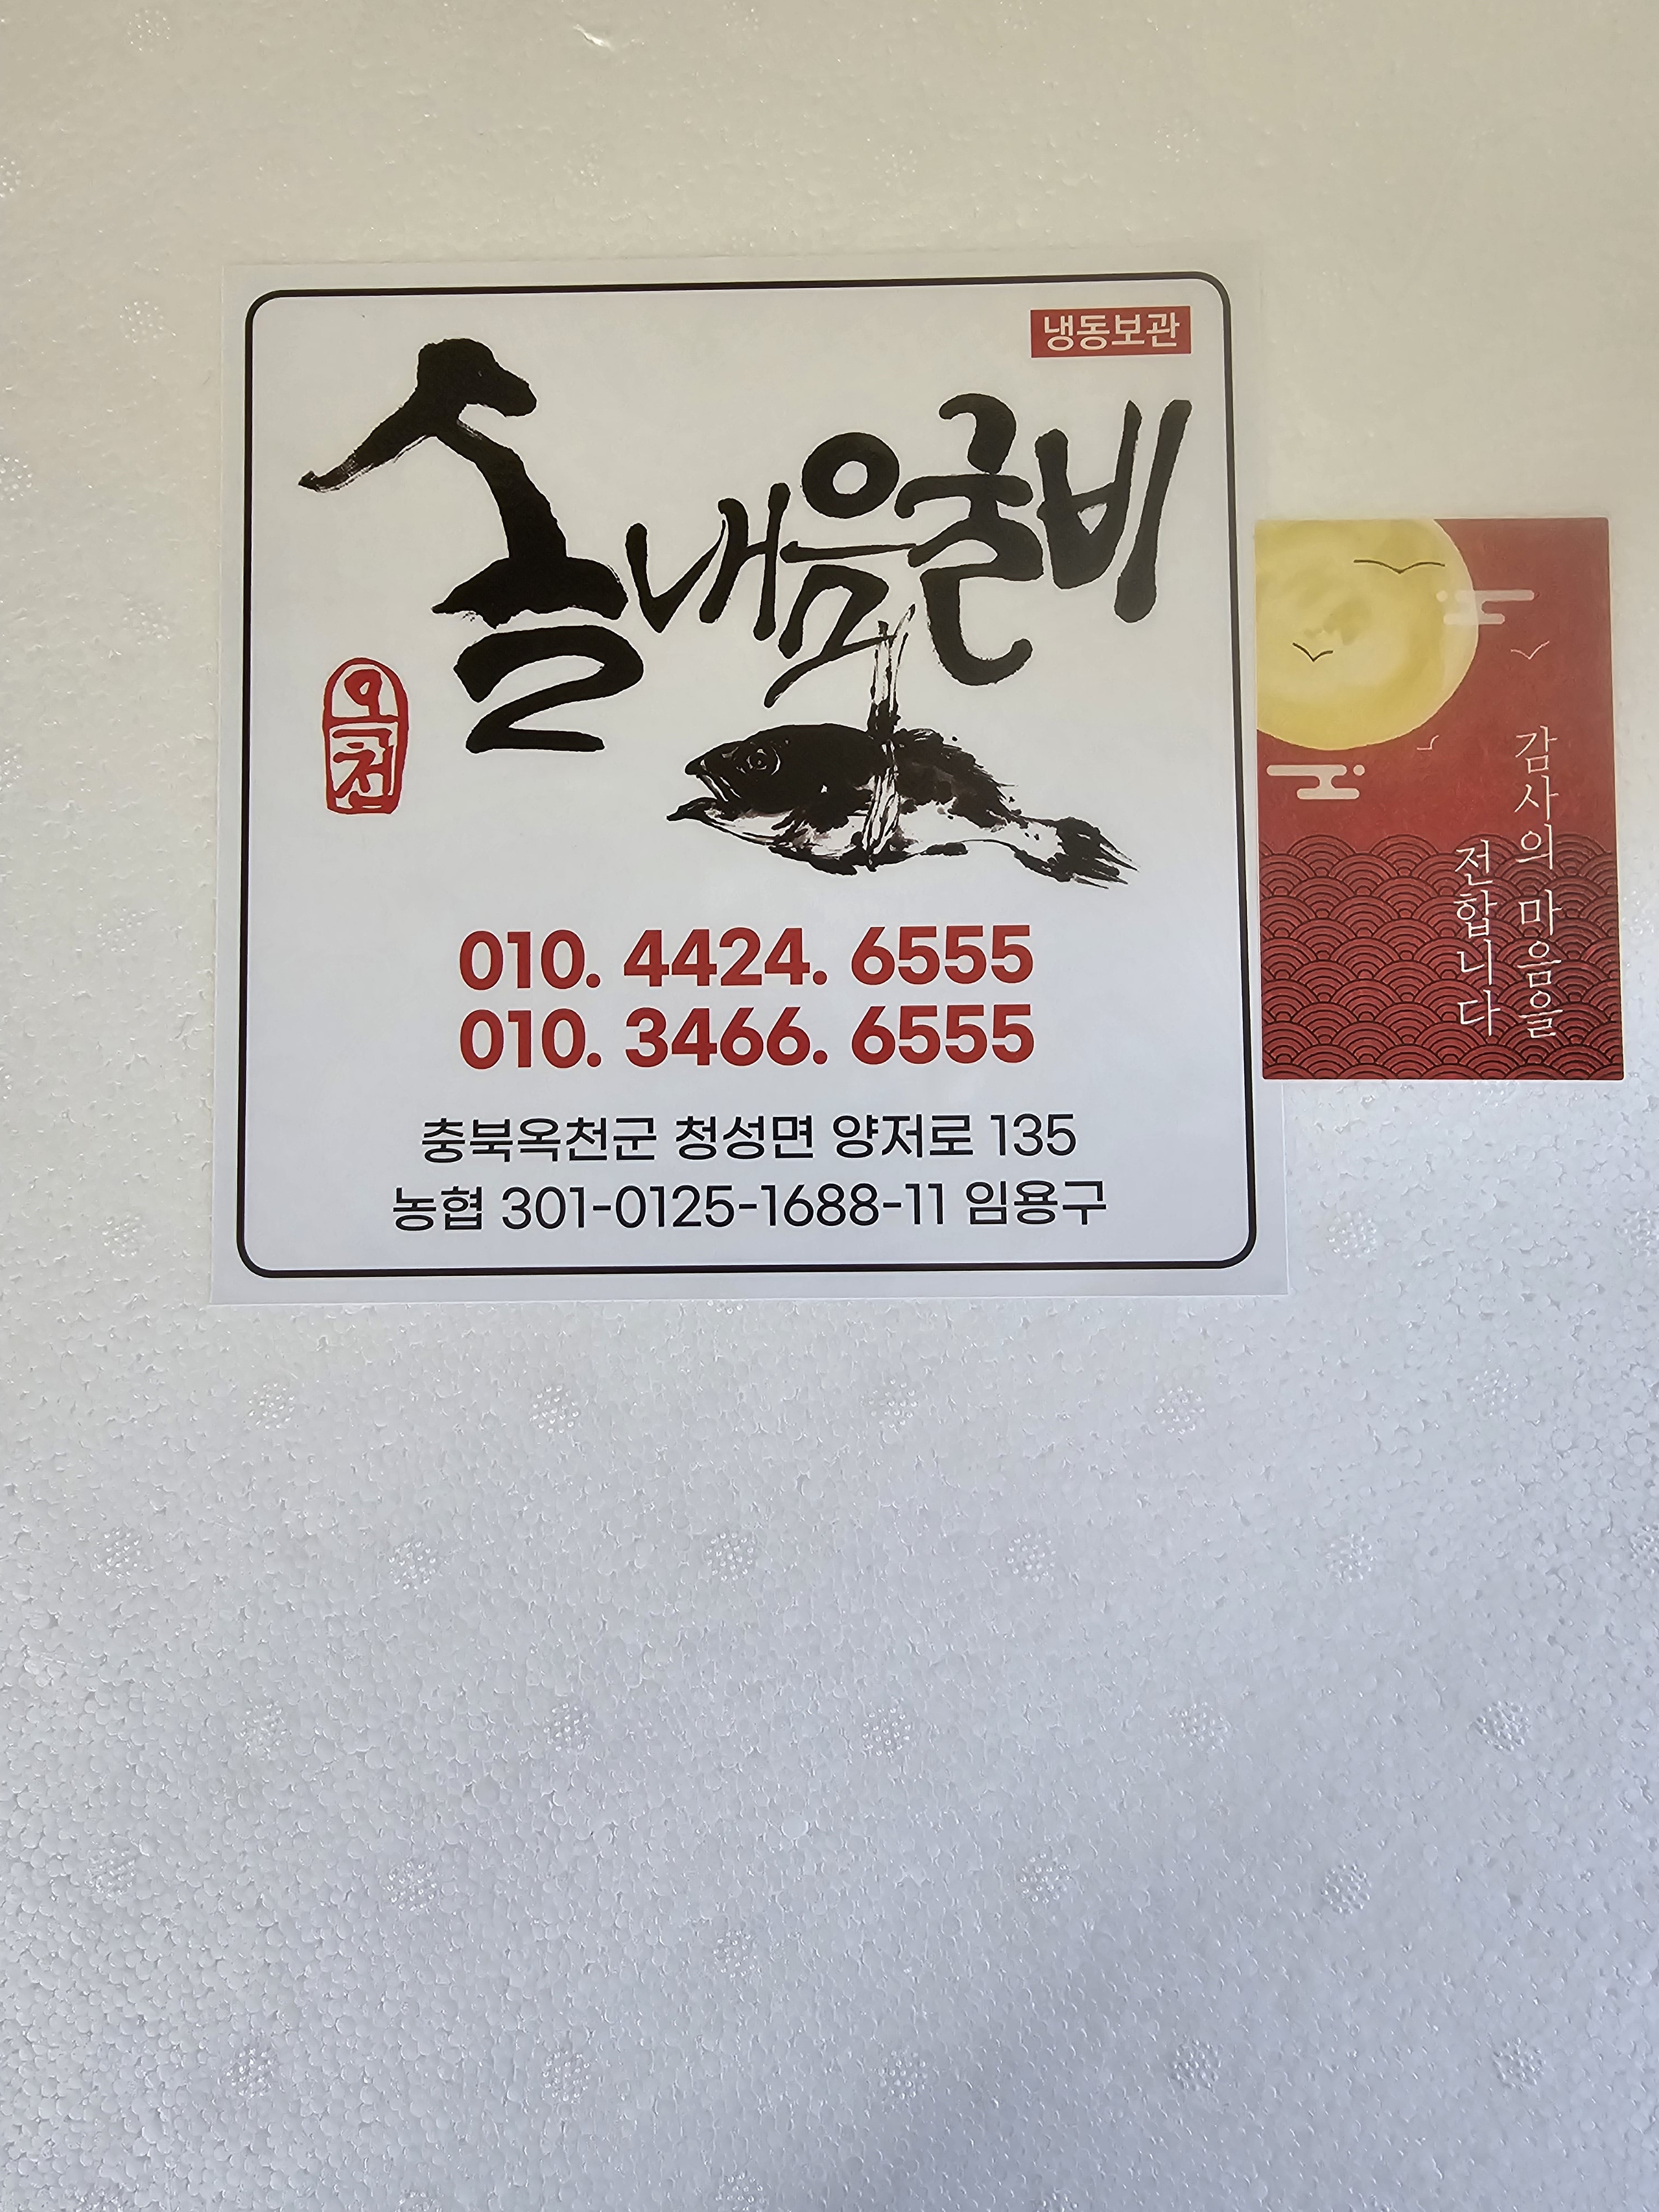 냉동보관
솔내음굴비
옥천
010. 4424. 6555
010. 3466. 6555
충북옥천군 청성면 양저로 135
농협 301-0125-1688-11 임용구
감사의 마음을
전합니다